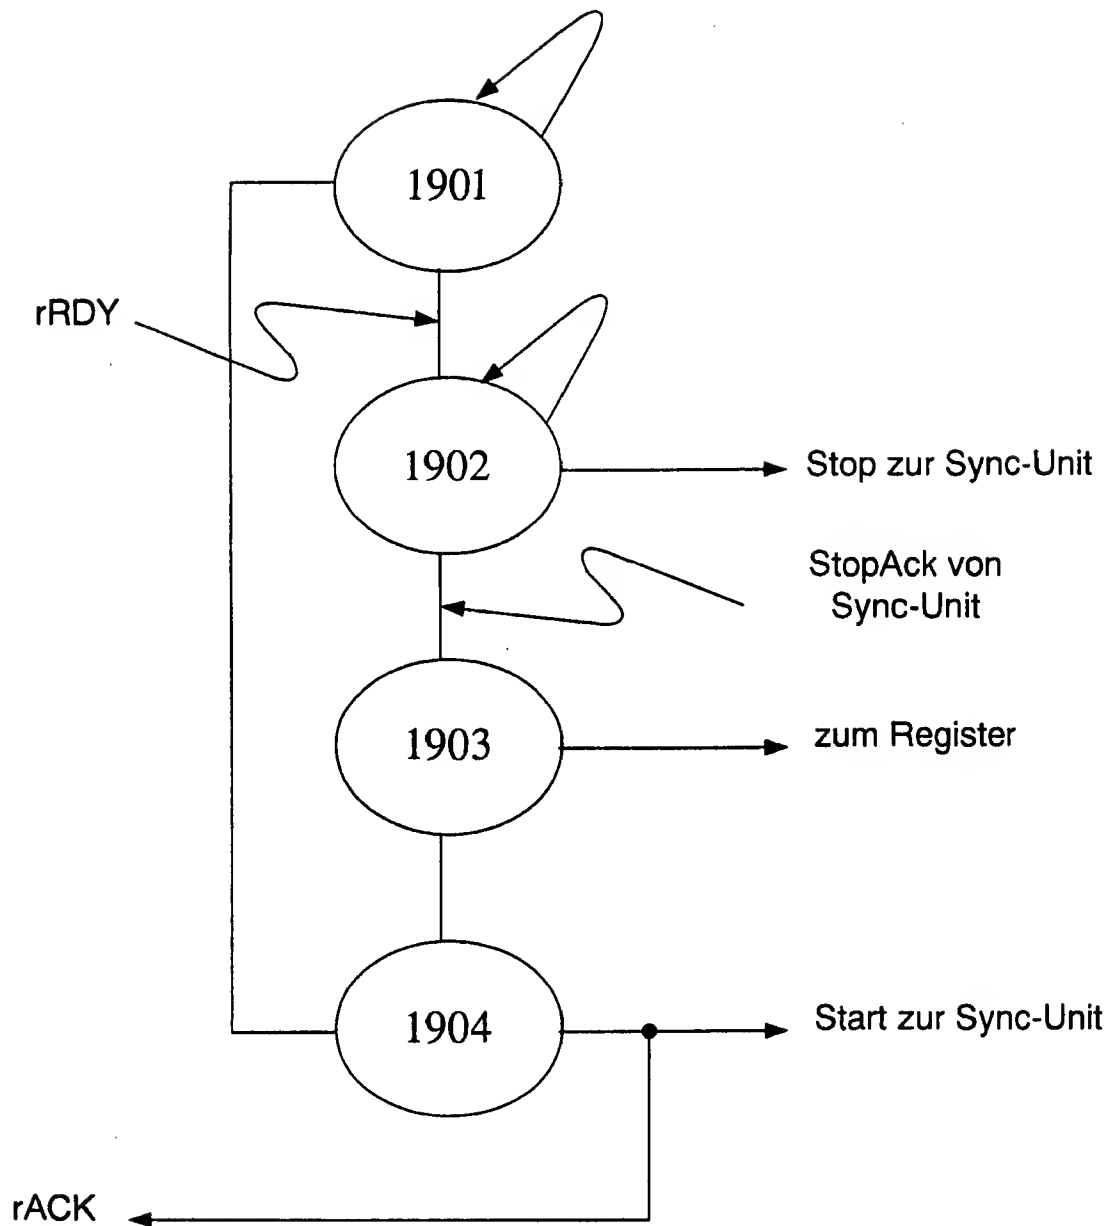 1901
rRDY
1902
Stop zur Sync-Unit
StopAck von
Sync-Unit
1903
zum Register
1904
Start zur Sync-Unit
rACK